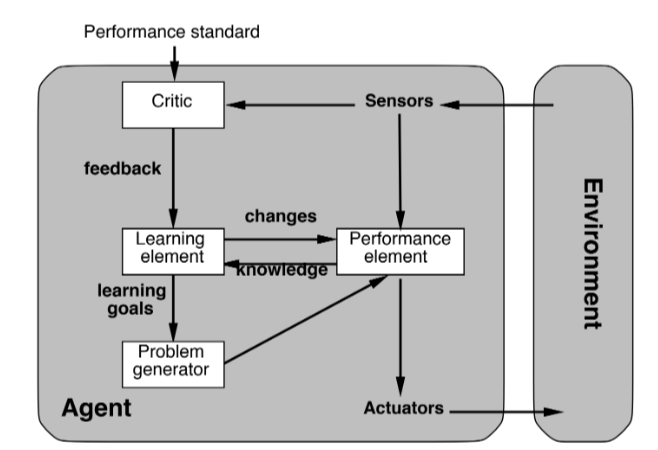 Performance standard
Critic
Sensors
feedback
changes
Learning
element
Performance
element
knowledge
learning
goals
Problem
generator
Agent
Actuators
Environment